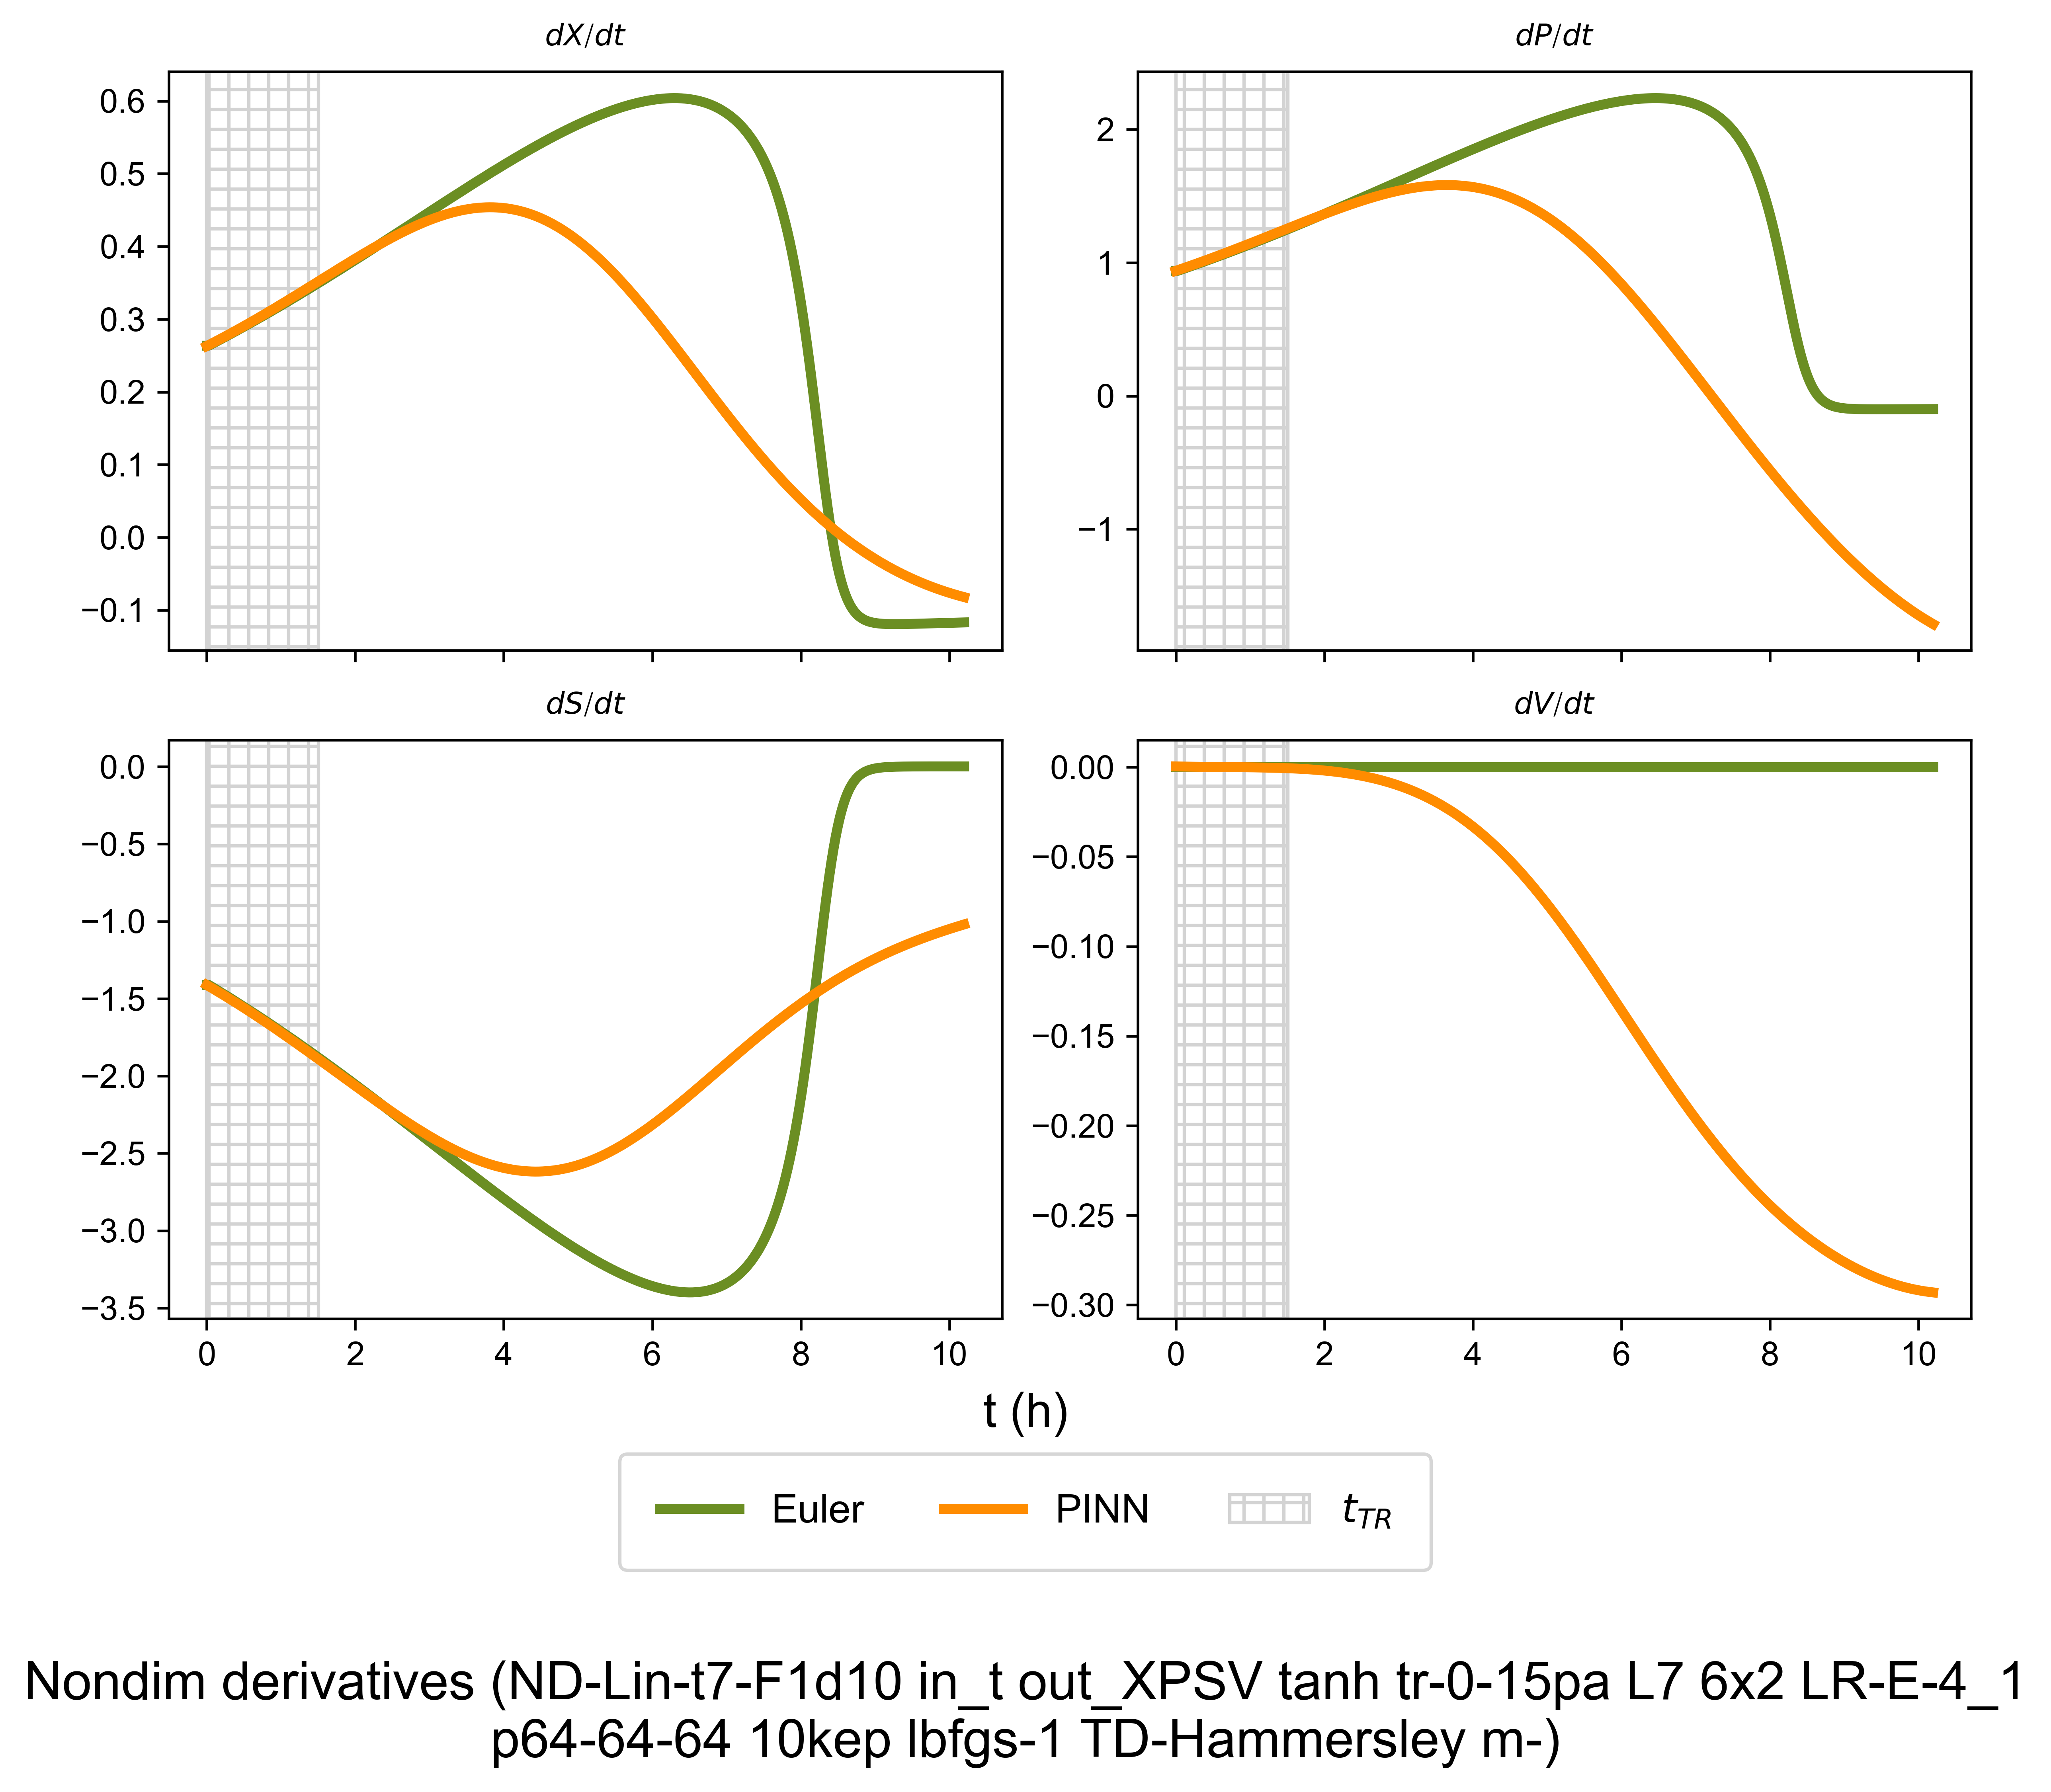 dX/dt
dP/dt
0.6
0.5
0.4
0.3
0.2
0.1
0.0
−0.1
2
1
0
−1
dS/dt
dV/dt
0.0
−0.5
−1.0
−1.5
−2.0
−2.5
−3.0
−3.5
0 2 4 6 8 10
0.00
−0.05
−0.10
−0.15
−0.20
−0.25
−0.30
0 2 4 6 8 10
t (h)
Euler PINN t_TR
Nondim derivatives (ND-Lin-t7-F1d10 in_t out_XPSV tanh tr-0-15pa L7 6x2 LR-E-4_1
p64-64-64 10kep lbfgs-1 TD-Hammersley m-)